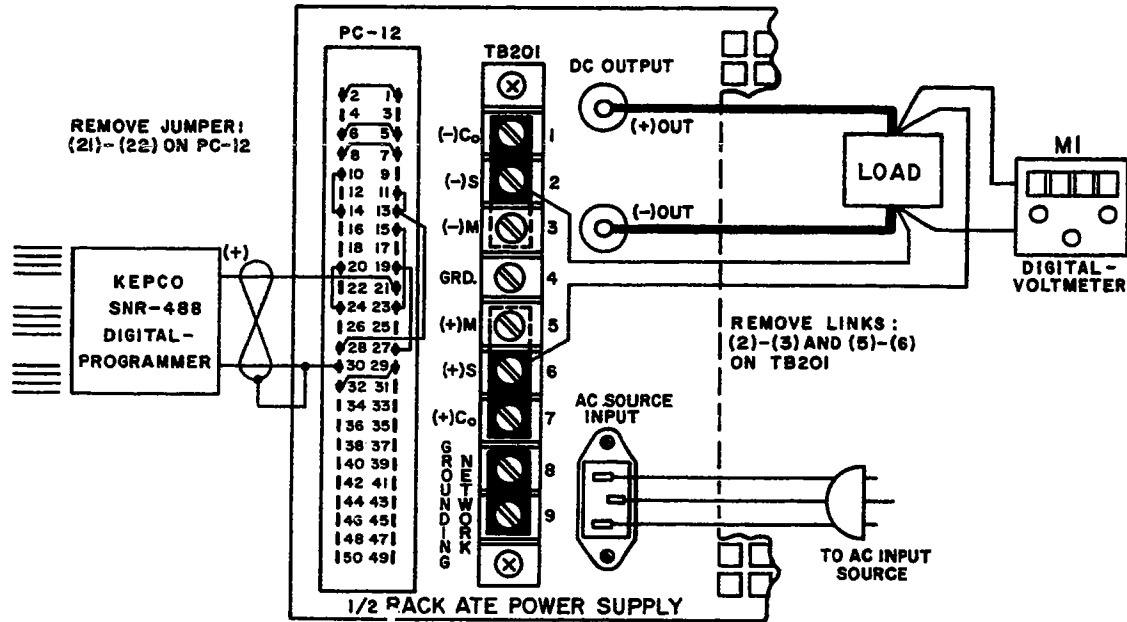 PC-12
TB201
DC OUTPUT
REMOVE JUMPER:
(21)-(22) ON PC-12
2 1
4 3
6 5
8 7
10 9
12 11
14 13
16 15
18 17
20 19
22 21
24 23
26 25
28 27
30 29
32 31
34 33
36 35
38 37
40 39
42 41
44 43
46 45
48 47
50 49
(-)Co 1
(-)S 2
(-)M 3
GRD. 4
(+)M 5
(+)S 6
(+)Co 7
8
9
GROUNDING
NETWORK
(+)OUT
(-)OUT
LOAD
M1
DIGITAL-
VOLTMETER
(+)
KEPCO
SNR-488
DIGITAL-
PROGRAMMER
REMOVE LINKS:
(2)-(3) AND (5)-(6)
ON TB201
AC SOURCE
INPUT
TO AC INPUT
SOURCE
1/2 RACK ATE POWER SUPPLY